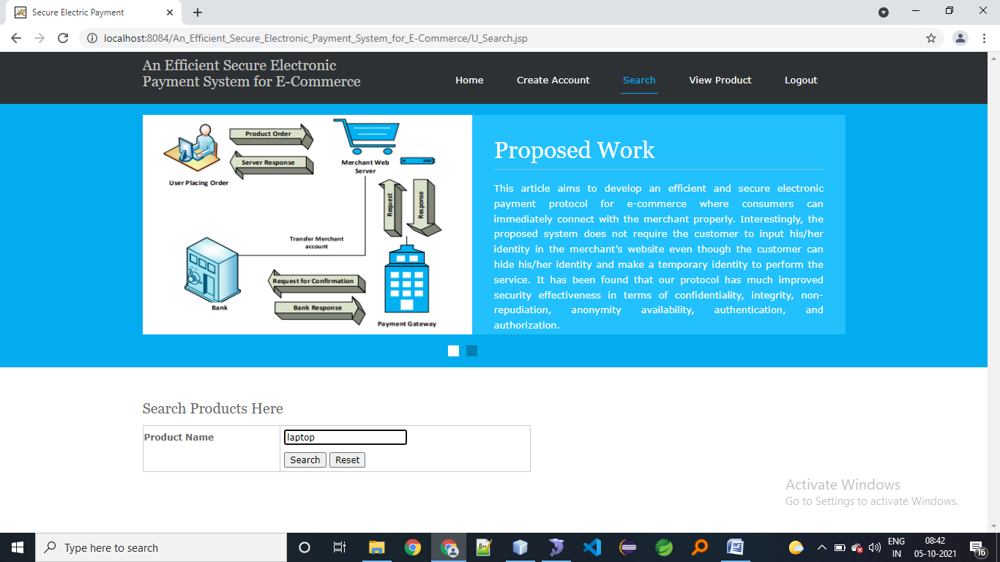 Secure Electric Payment
localhost:8084/An_Efficient_Secure_Electronic_Payment_System_for_E-Commerce/U_Search.jsp
An Efficient Secure Electronic
Payment System for E-Commerce
Home
Create Account
Search
View Product
Logout
Product Order
Server Response
User Placing Order
Merchant Web
Server
Request
Response
Transfer Merchant
account
Request for Confirmation
Bank Response
Bank
Payment Gateway
Proposed Work
This article aims to develop an efficient and secure electronic
payment protocol for e-commerce where consumers can
immediately connect with the merchant properly. Interestingly, the
proposed system does not require the customer to input his/her
identity in the merchant’s website even though the customer can
hide his/her identity and make a temporary identity to perform the
service. It has been found that our protocol has much improved
security effectiveness in terms of confidentiality, integrity, non-
repudiation, anonymity availability, authentication, and
authorization.
Search Products Here
Product Name
laptop
Search
Reset
Activate Windows
Go to Settings to activate Windows.
Type here to search
ENG
IN
08:42
05-10-2021
16